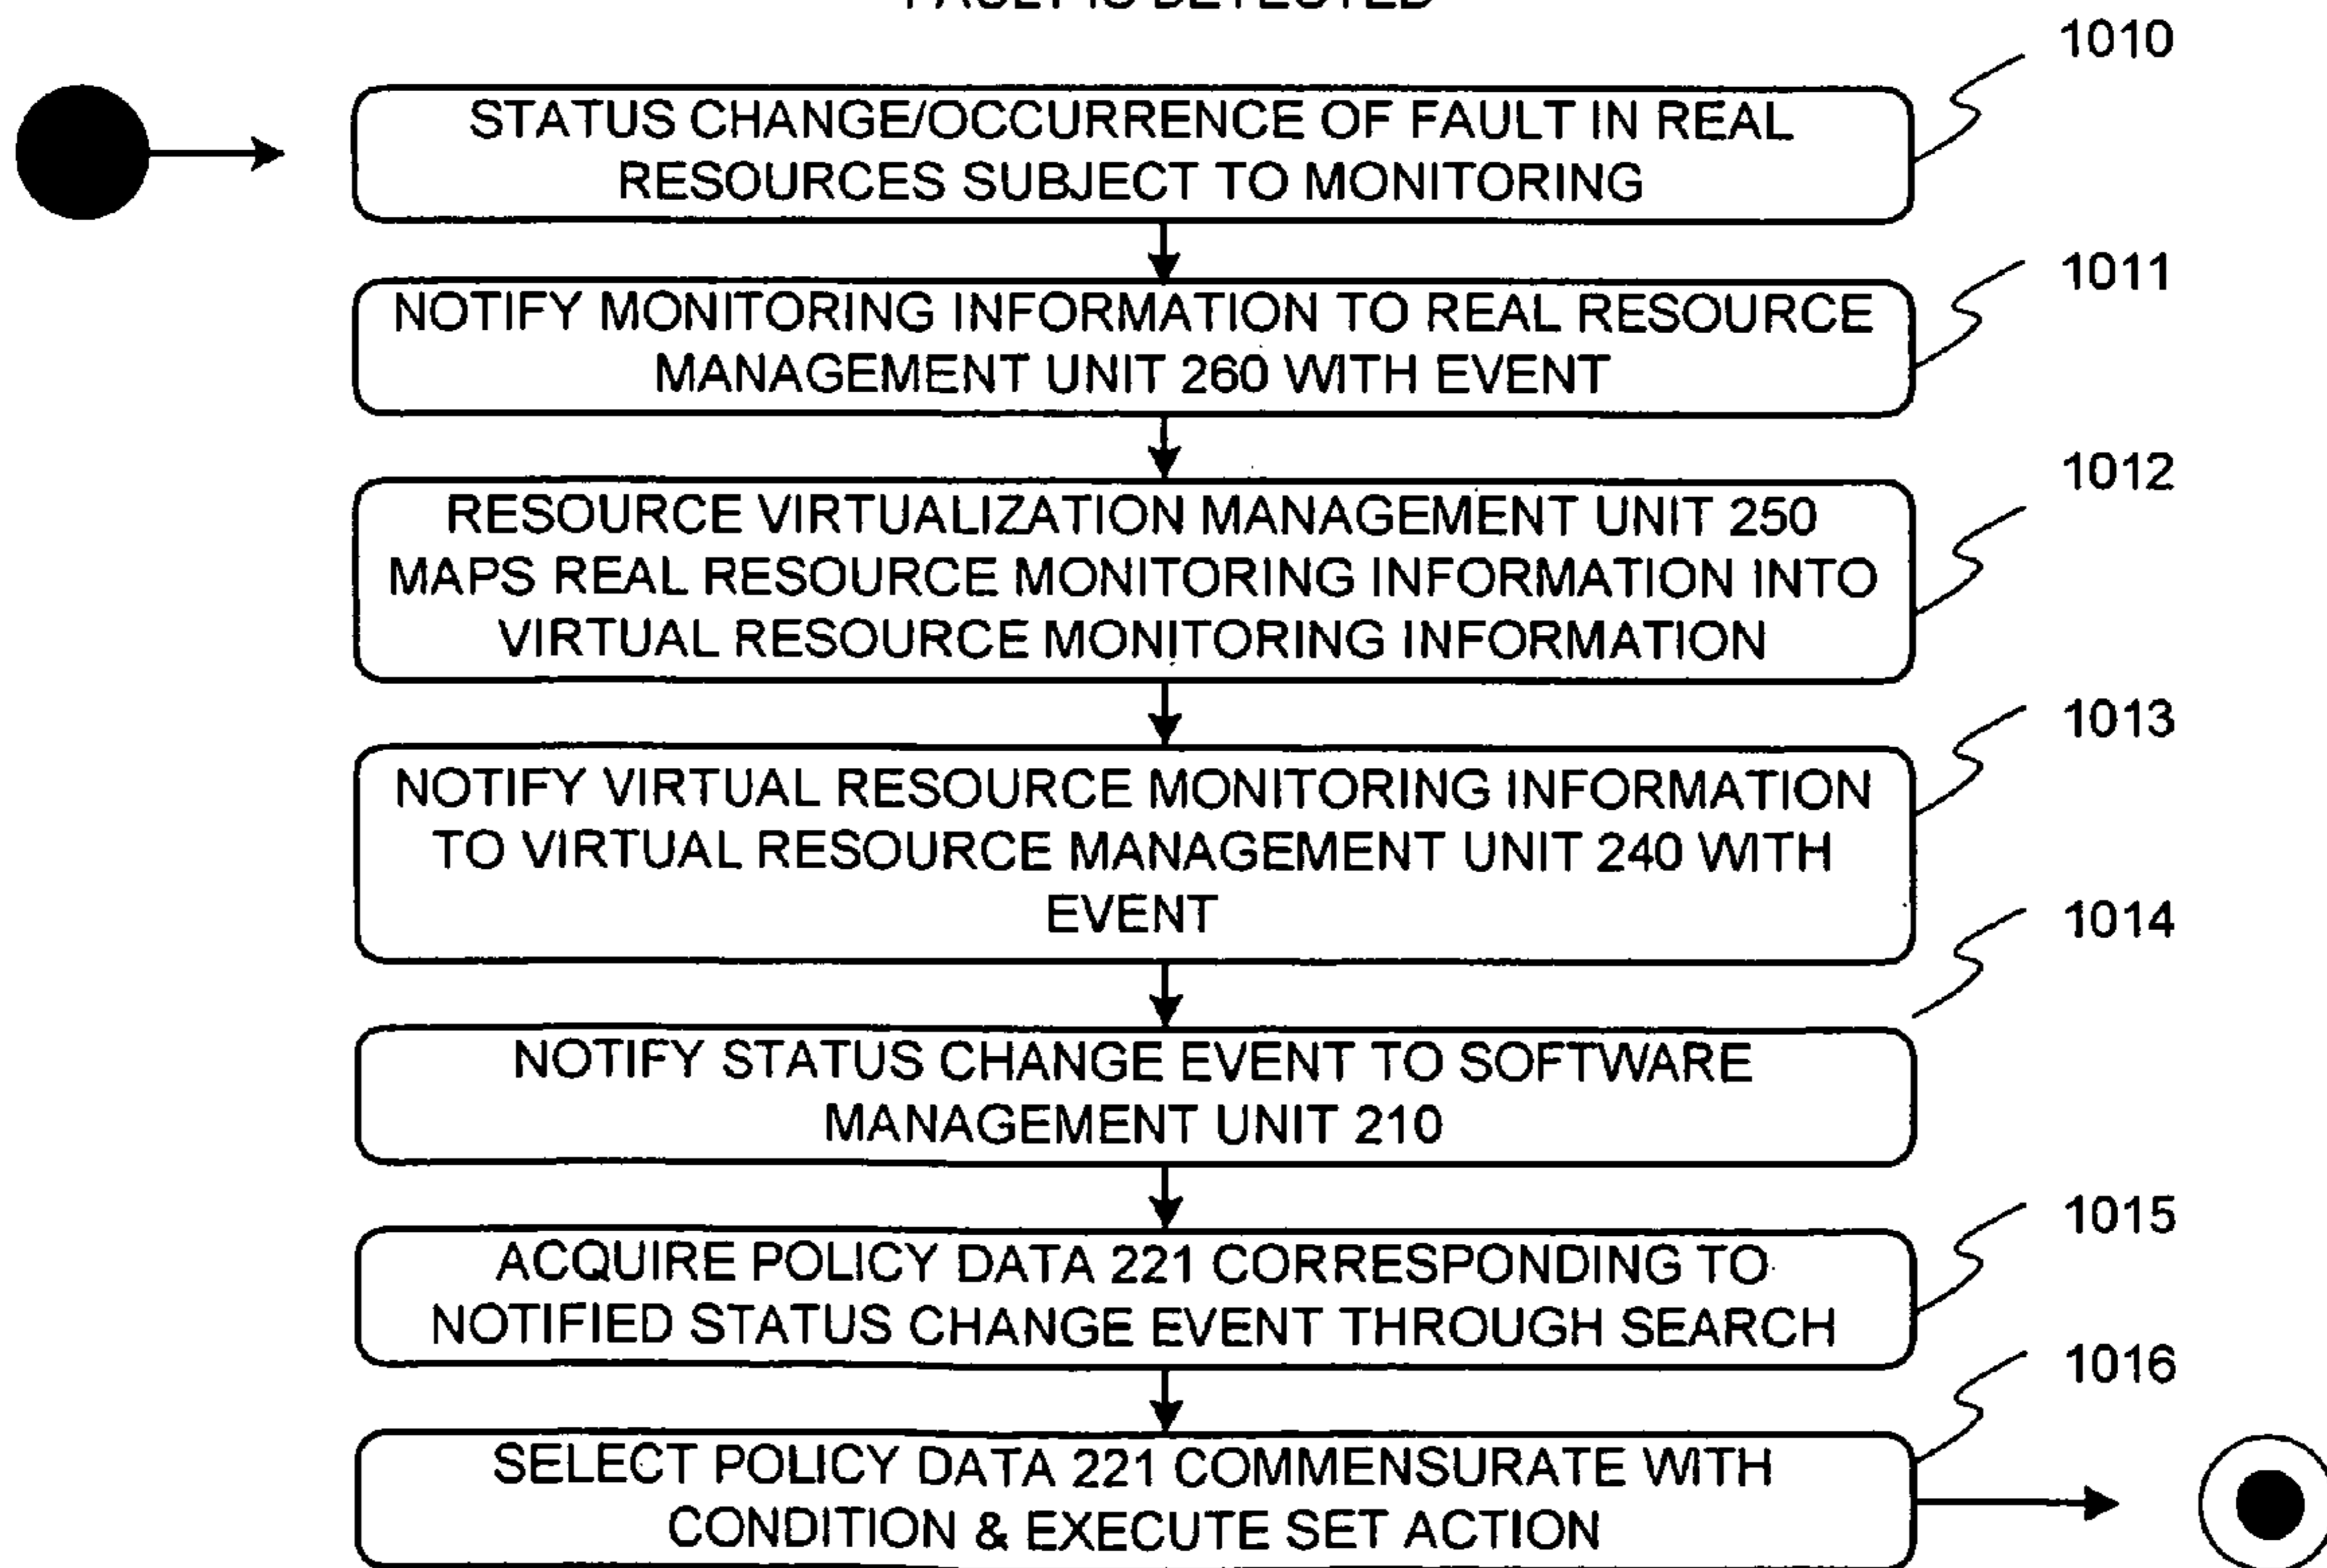 FAULT IS DETECTED
1010
STATUS CHANGE/OCCURRENCE OF FAULT IN REAL
RESOURCES SUBJECT TO MONITORING
1011
NOTIFY MONITORING INFORMATION TO REAL RESOURCE
MANAGEMENT UNIT 260 WITH EVENT
1012
RESOURCE VIRTUALIZATION MANAGEMENT UNIT 250
MAPS REAL RESOURCE MONITORING INFORMATION INTO
VIRTUAL RESOURCE MONITORING INFORMATION
1013
NOTIFY VIRTUAL RESOURCE MONITORING INFORMATION
TO VIRTUAL RESOURCE MANAGEMENT UNIT 240 WITH
EVENT
1014
NOTIFY STATUS CHANGE EVENT TO SOFTWARE
MANAGEMENT UNIT 210
1015
ACQUIRE POLICY DATA 221 CORRESPONDING TO
NOTIFIED STATUS CHANGE EVENT THROUGH SEARCH
1016
SELECT POLICY DATA 221 COMMENSURATE WITH
CONDITION & EXECUTE SET ACTION